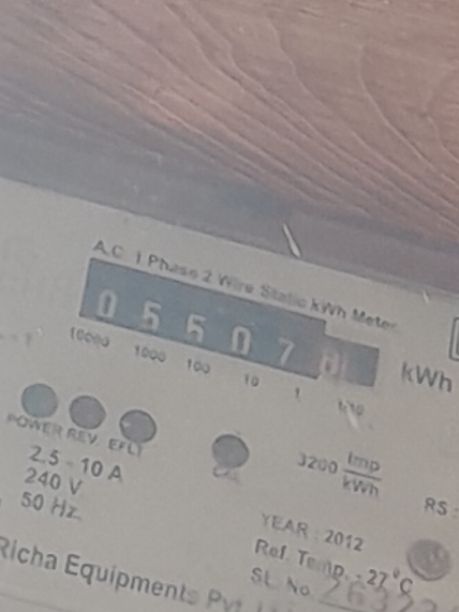 A.C. 1 Phase 2 Wire Static kWh Meter
0 5 5 0 7
kWh
10000 1000 100 10 1 1/10
POWER REV. EFLT
CAL
3200 Imp/kWh
2.5 - 10 A
240 V
50 Hz.
RS :
YEAR : 2012
Ref. Temp. - 27°C
SL. No.
Richa Equipments Pvt.